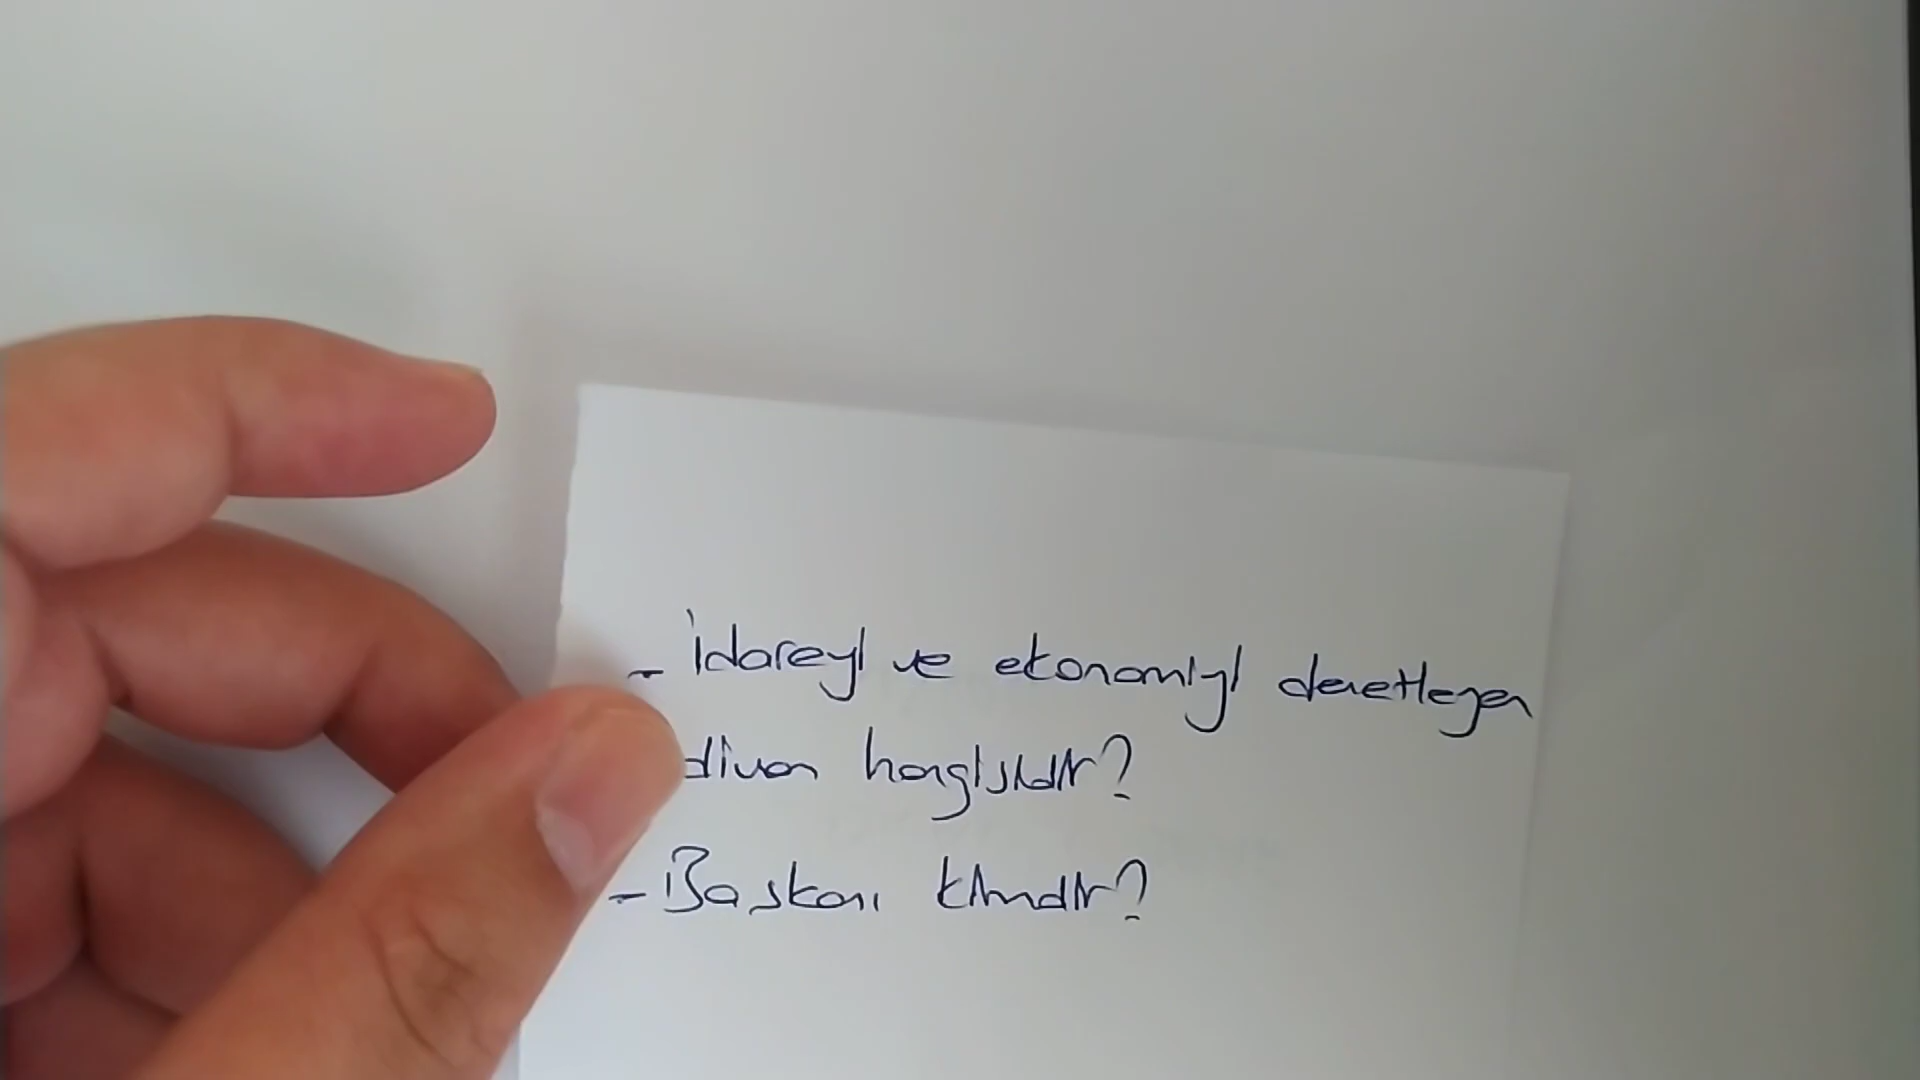 - İdareyi ve ekonomiyi denetleyen
divan hangisidir?
- Başkanı kimdir?